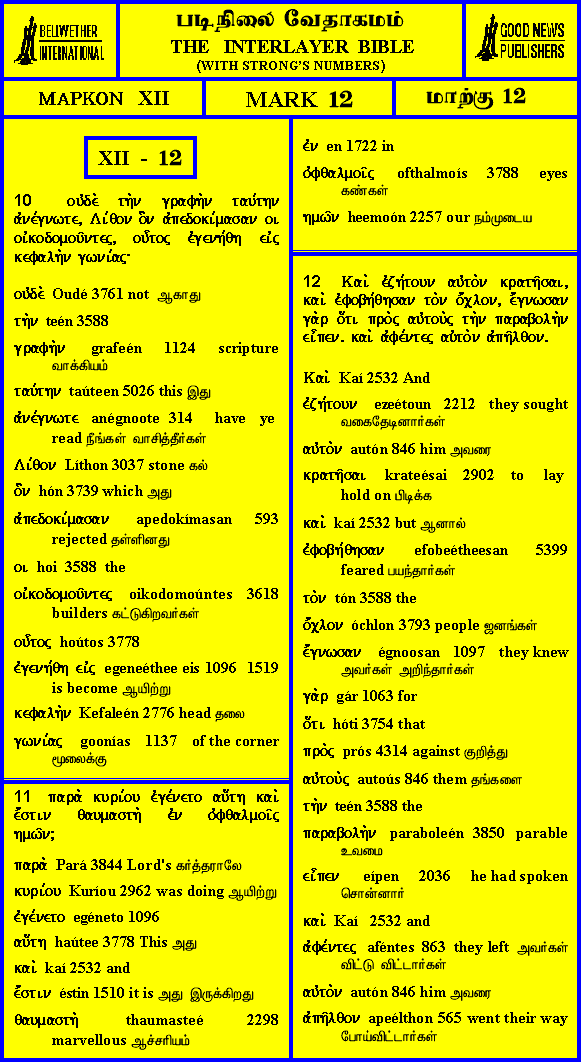 BELIWETHER
INTERNATIONAL
படிநிலை வேதாகமம்
THE INTERLAYER BIBLE
(WITH STRONG'S NUMBERS)
GOOD NEWS
PUBLISHERS
ΜΑΡΚΟΝ XII
MARK 12
மாற்கு 12
XII - 12
10 οὐδὲ τὴν γραφὴν ταύτην
ἀνέγνωτε, Λίθον ὃν ἀπεδοκίμασαν οι
οἰκοδομοῦντες, οὗτος ἐγενήθη εἰς
κεφαλὴν γωνίας·
οὐδὲ Oudé 3761 not ஆகாது
τὴν teén 3588
γραφὴν grafeén 1124 scripture
வாக்கியம்
ταύτην taúteen 5026 this இது
ἀνέγνωτε anégnoote 314 have ye
read நீங்கள் வாசித்தீர்கள்
Λίθον Líthon 3037 stone கல்
ὃν hón 3739 which அது
ἀπεδοκίμασαν apedokímasan 593
rejected தள்ளினது
οι hoi 3588 the
οἰκοδομοῦντες oikodomoúntes 3618
builders கட்டுகிறவர்கள்
οὗτος hoútos 3778
ἐγενήθη εἰς egeneéthee eis 1096 1519
is become ஆயிற்று
κεφαλὴν Kefaleén 2776 head தலை
γωνίας goonías 1137 of the corner
மூலைக்கு
11 παρὰ κυρίου ἐγένετο αὕτη καὶ
ἔστιν θαυμαστὴ ἐν ὀφθαλμοῖς
ημῶν;
παρὰ Pará 3844 Lord's கர்த்தராலே
κυρίου Kuríou 2962 was doing ஆயிற்று
ἐγένετο egéneto 1096
αὕτη haútee 3778 This அது
καὶ kaí 2532 and
ἔστιν éstin 1510 it is அது இருக்கிறது
θαυμαστὴ thaumasteé 2298
marvellous ஆச்சரியம்
ἐν en 1722 in
ὀφθαλμοῖς ofthalmoís 3788 eyes
கண்கள்
ημῶν heemoón 2257 our நம்முடைய
12 Καὶ ἐζήτουν αὐτὸν κρατῆσαι,
καὶ ἐφοβήθησαν τὸν ὄχλον, ἔγνωσαν
γὰρ ὅτι πρὸς αὐτοὺς τὴν παραβολὴν
εἶπεν. καὶ ἀφέντες αὐτὸν ἀπῆλθον.
Καὶ Kaí 2532 And
ἐζήτουν ezeétoun 2212 they sought
வகைதேடினார்கள்
αὐτὸν autón 846 him அவரை
κρατῆσαι krateésai 2902 to lay
hold on பிடிக்க
καὶ kaí 2532 but ஆனால்
ἐφοβήθησαν efobeétheesan 5399
feared பயந்தார்கள்
τὸν tón 3588 the
ὄχλον óchlon 3793 people ஜனங்கள்
ἔγνωσαν égnoosan 1097 they knew
அவர்கள் அறிந்தார்கள்
γὰρ gár 1063 for
ὅτι hóti 3754 that
πρὸς prós 4314 against குறித்து
αὐτοὺς autoús 846 them தங்களை
τὴν teén 3588 the
παραβολὴν paraboleén 3850 parable
உவமை
εἶπεν eípen 2036 he had spoken
சொன்னார்
καὶ Kaí 2532 and
ἀφέντες aféntes 863 they left அவர்கள்
விட்டு விட்டார்கள்
αὐτὸν autón 846 him அவரை
ἀπῆλθον apeélthon 565 went their way
போய்விட்டார்கள்